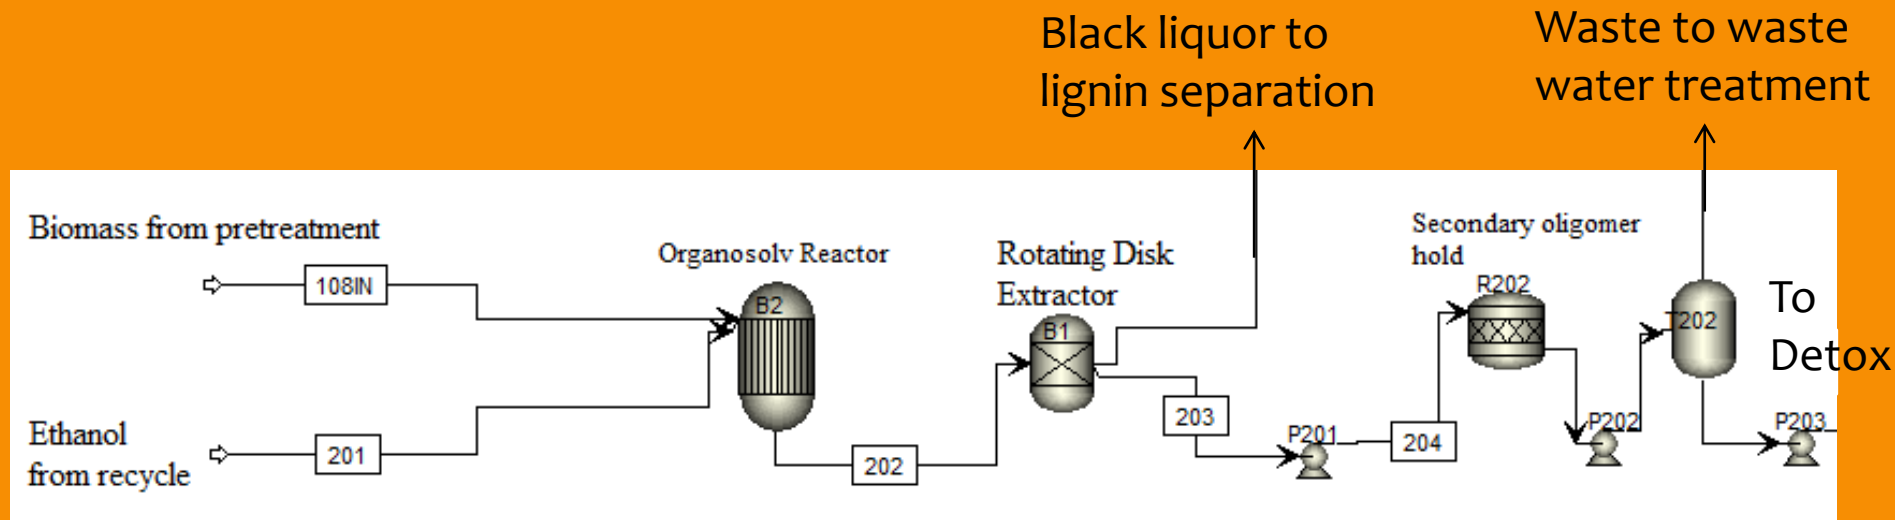 Black liquor to
lignin separation
Waste to waste
water treatment
Biomass from pretreatment
108IN
Ethanol
from recycle
201
Organosolv Reactor
B2
202
Rotating Disk
Extractor
B1
203
P201
204
Secondary oligomer
hold
R202
P202
T202
To
Detox
P203